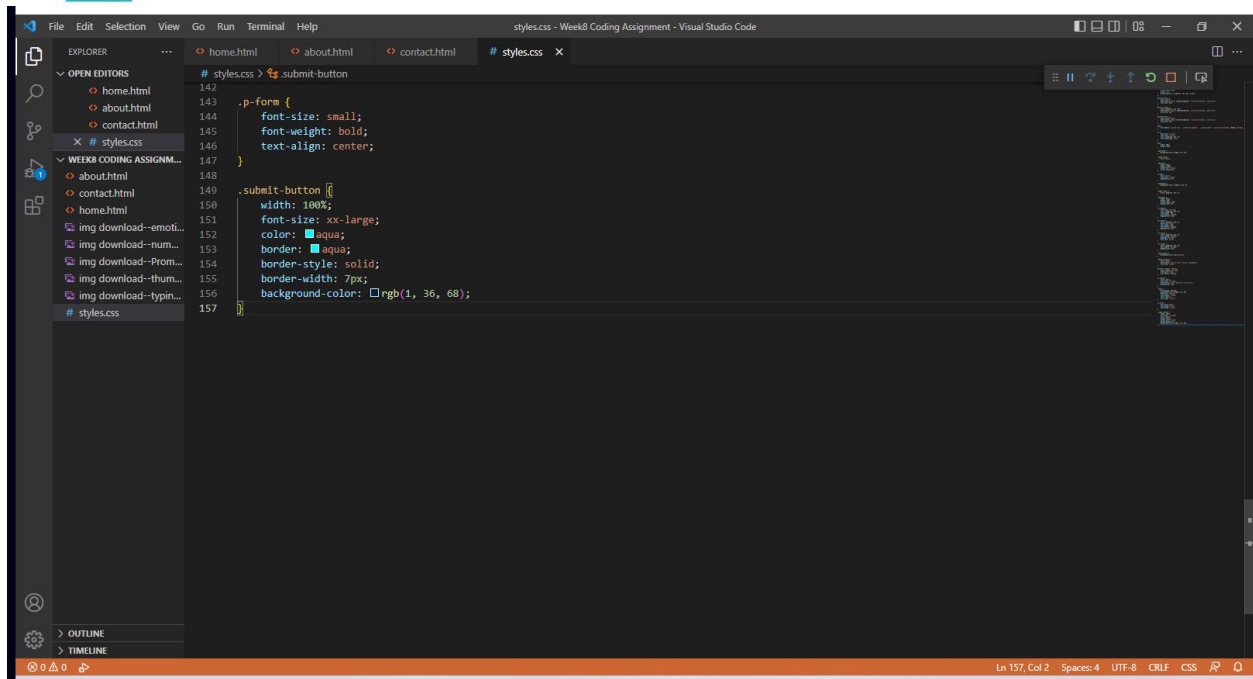 File Edit Selection View Go Run Terminal Help
styles.css - Week8 Coding Assignment - Visual Studio Code
EXPLORER ...
home.html
about.html
contact.html
# styles.css
OPEN EDITORS
home.html
about.html
contact.html
# styles.css
WEEK8 CODING ASSIGNM...
about.html
contact.html
home.html
img download--emoti...
img download--num...
img download--Prom...
img download--thum...
img download--typin...
# styles.css
OUTLINE
TIMELINE
# styles.css > .submit-button
142
143 .p-form {
144 font-size: small;
145 font-weight: bold;
146 text-align: center;
147 }
148
149 .submit-button {
150 width: 100%;
151 font-size: xx-large;
152 color: aqua;
153 border: aqua;
154 border-style: solid;
155 border-width: 7px;
156 background-color: rgb(1, 36, 68);
157 }
1
0 0
Ln 157, Col 2 Spaces: 4 UTF-8 CRLF CSS